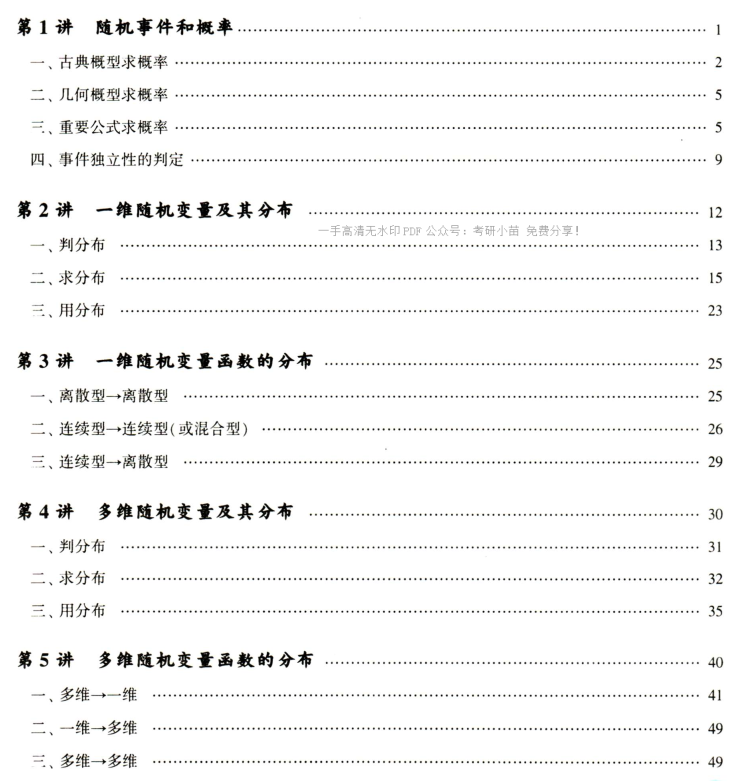 第1讲 随机事件和概率 1
一、古典概型求概率 2
二、几何概型求概率 5
三、重要公式求概率 5
四、事件独立性的判定 9
第2讲 一维随机变量及其分布 12
一手高清无水印PDF公众号：考研小苗 免费分享！
一、判分布 13
二、求分布 15
三、用分布 23
第3讲 一维随机变量函数的分布 25
一、离散型→离散型 25
二、连续型→连续型(或混合型) 26
三、连续型→离散型 29
第4讲 多维随机变量及其分布 30
一、判分布 31
二、求分布 32
三、用分布 35
第5讲 多维随机变量函数的分布 40
一、多维→一维 41
二、一维→多维 49
三、多维→多维 49